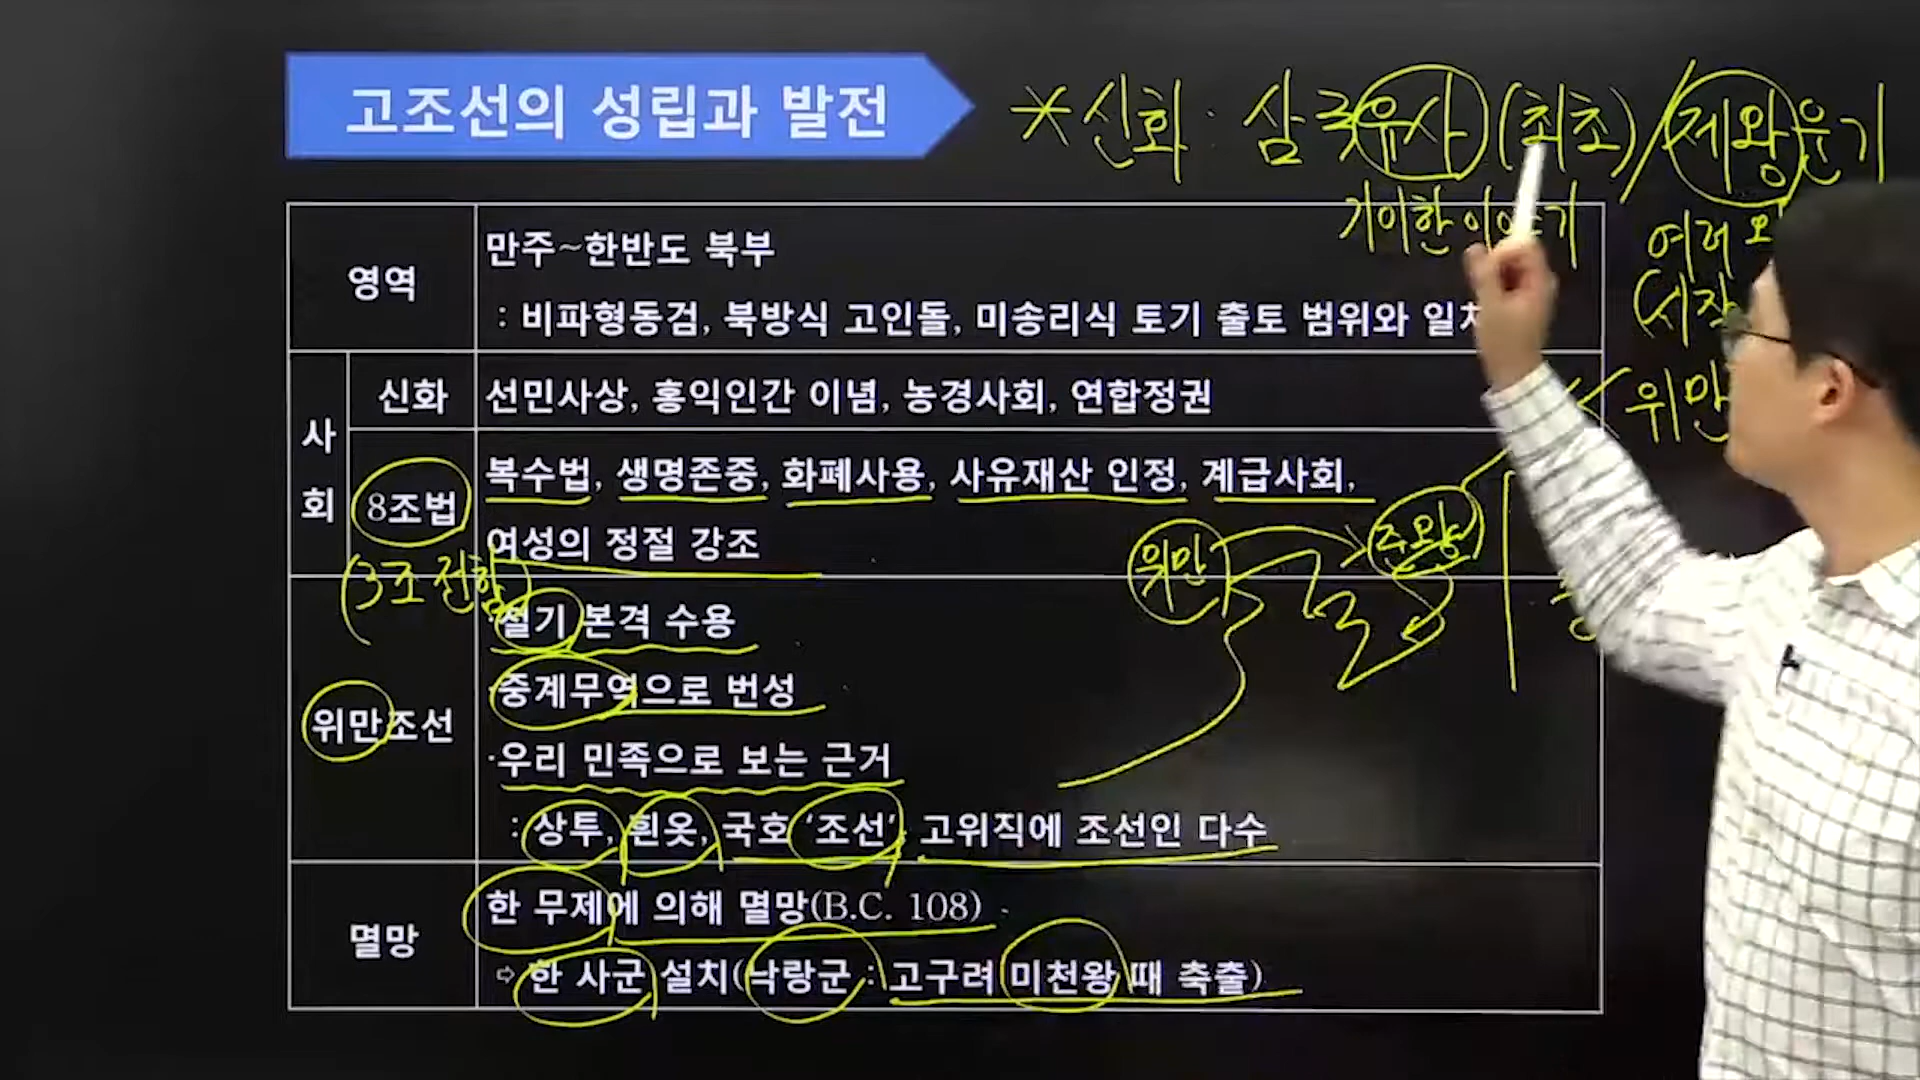 고조선의 성립과 발전
* 신화 : 삼국유사 (최초) / 제왕운기
기이한
여러
(시작
영역
만주~한반도 북부
: 비파형동검, 북방식 고인돌, 미송리식 토기 출토 범위와
사회
신화
선민사상, 홍익인간 이념, 농경사회, 연합정권
< 위만
8조법
(3조 전함)
복수법, 생명존중, 화폐사용, 사유재산 인정, 계급사회,
여성의 정절 강조
위만
준왕
위만조선
·철기 본격 수용
·중계무역으로 번성
·우리 민족으로 보는 근거
: 상투, 흰옷, 국호 '조선', 고위직에 조선인 다수
멸망
한 무제에 의해 멸망(B.C. 108)
⇨ 한 사군 설치(낙랑군 : 고구려 미천왕 때 축출)